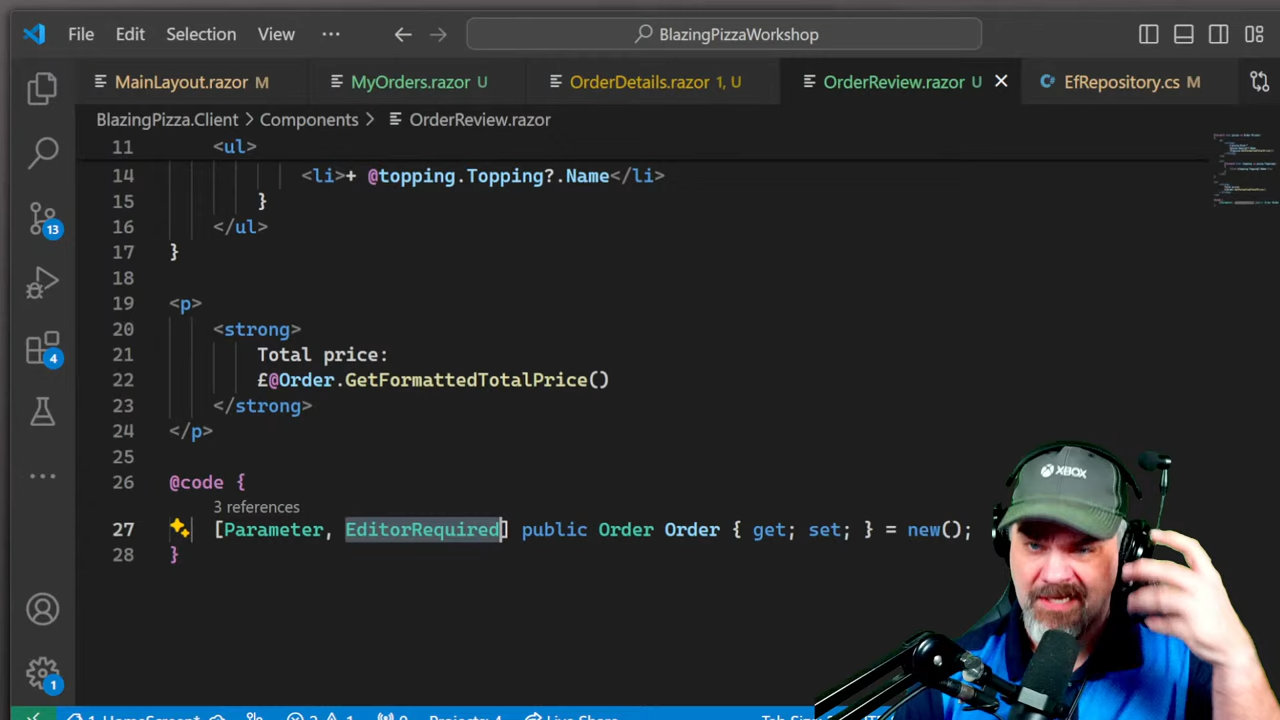 File Edit Selection View ··· BlazingPizzaWorkshop
MainLayout.razor M MyOrders.razor U OrderDetails.razor 1, U OrderReview.razor U EfRepository.cs M
BlazingPizza.Client > Components > OrderReview.razor
11 <ul>
14 <li>+ @topping.Topping?.Name</li>
15 }
16 </ul>
17 }
18
19 <p>
20 <strong>
21 Total price:
22 £@Order.GetFormattedTotalPrice()
23 </strong>
24 </p>
25
26 @code {
3 references
27 [Parameter, EditorRequired] public Order Order { get; set; } = new();
28 }
13
4
1
XBOX